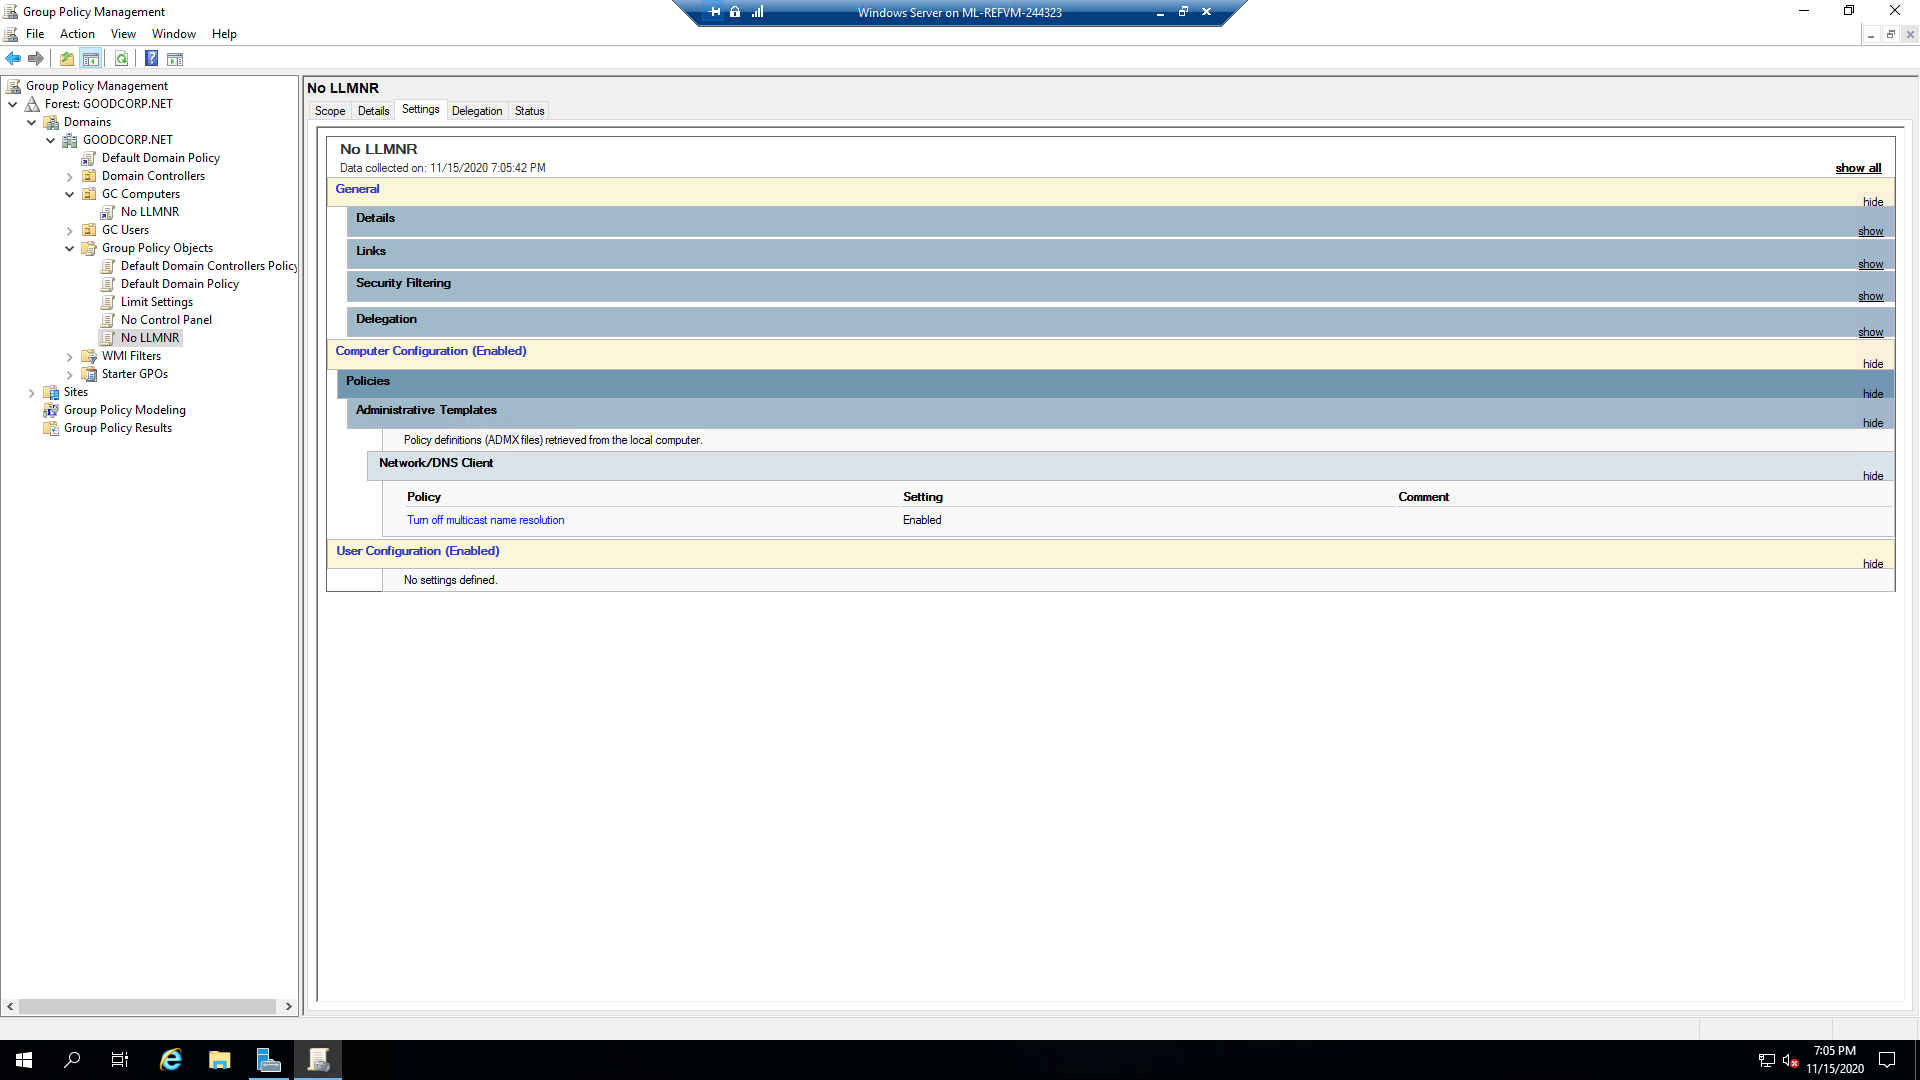 Group Policy Management
Windows Server on ML-REFVM-244323
File Action View Window Help
Group Policy Management
Forest: GOODCORP.NET
Domains
GOODCORP.NET
Default Domain Policy
Domain Controllers
GC Computers
No LLMNR
GC Users
Group Policy Objects
Default Domain Controllers Policy
Default Domain Policy
Limit Settings
No Control Panel
No LLMNR
WMI Filters
Starter GPOs
Sites
Group Policy Modeling
Group Policy Results
No LLMNR
Scope Details Settings Delegation Status
No LLMNR
Data collected on: 11/15/2020 7:05:42 PM show all
General hide
Details show
Links show
Security Filtering show
Delegation show
Computer Configuration (Enabled) hide
Policies hide
Administrative Templates hide
Policy definitions (ADMX files) retrieved from the local computer.
Network/DNS Client hide
Policy Setting Comment
Turn off multicast name resolution Enabled
User Configuration (Enabled) hide
No settings defined.
7:05 PM
11/15/2020